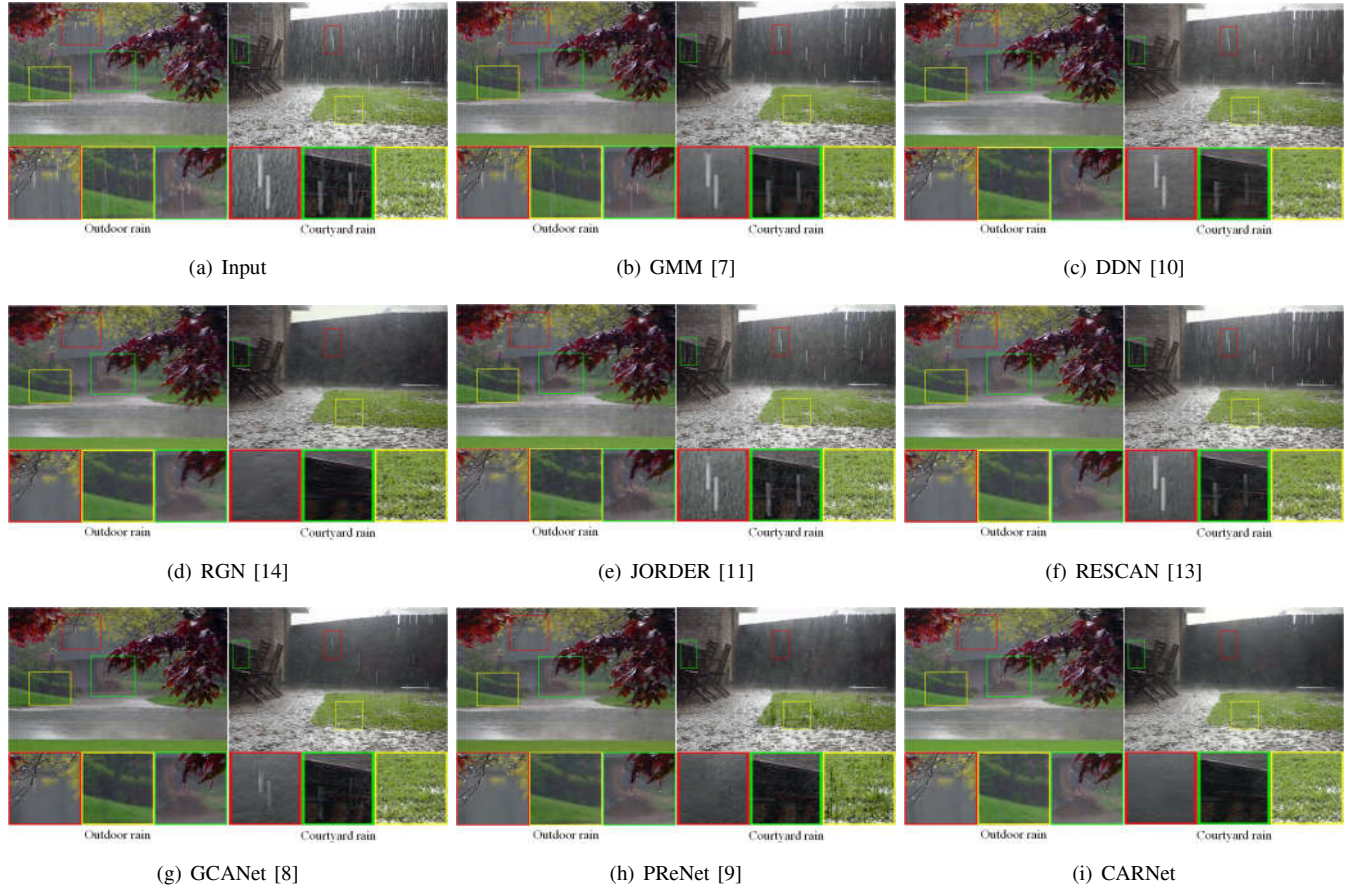 Outdoor rain Courtyard rain Outdoor rain Courtyard rain Outdoor rain Courtyard rain
(a) Input (b) GMM [7] (c) DDN [10]
Outdoor rain Courtyard rain Outdoor rain Courtyard rain Outdoor rain Courtyard rain
(d) RGN [14] (e) JORDER [11] (f) RESCAN [13]
Outdoor rain Courtyard rain Outdoor rain Courtyard rain Outdoor rain Courtyard rain
(g) GCANet [8] (h) PReNet [9] (i) CARNet